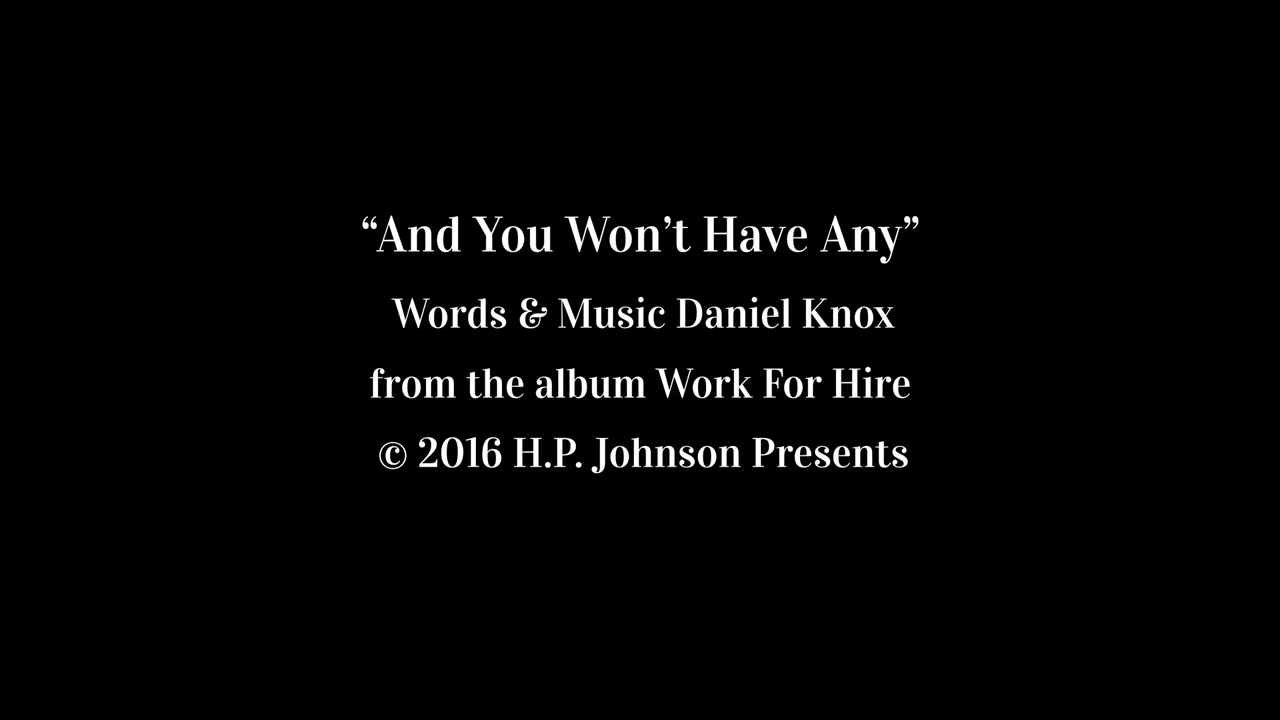 “And You Won’t Have Any”
Words & Music Daniel Knox
from the album Work For Hire
© 2016 H.P. Johnson Presents